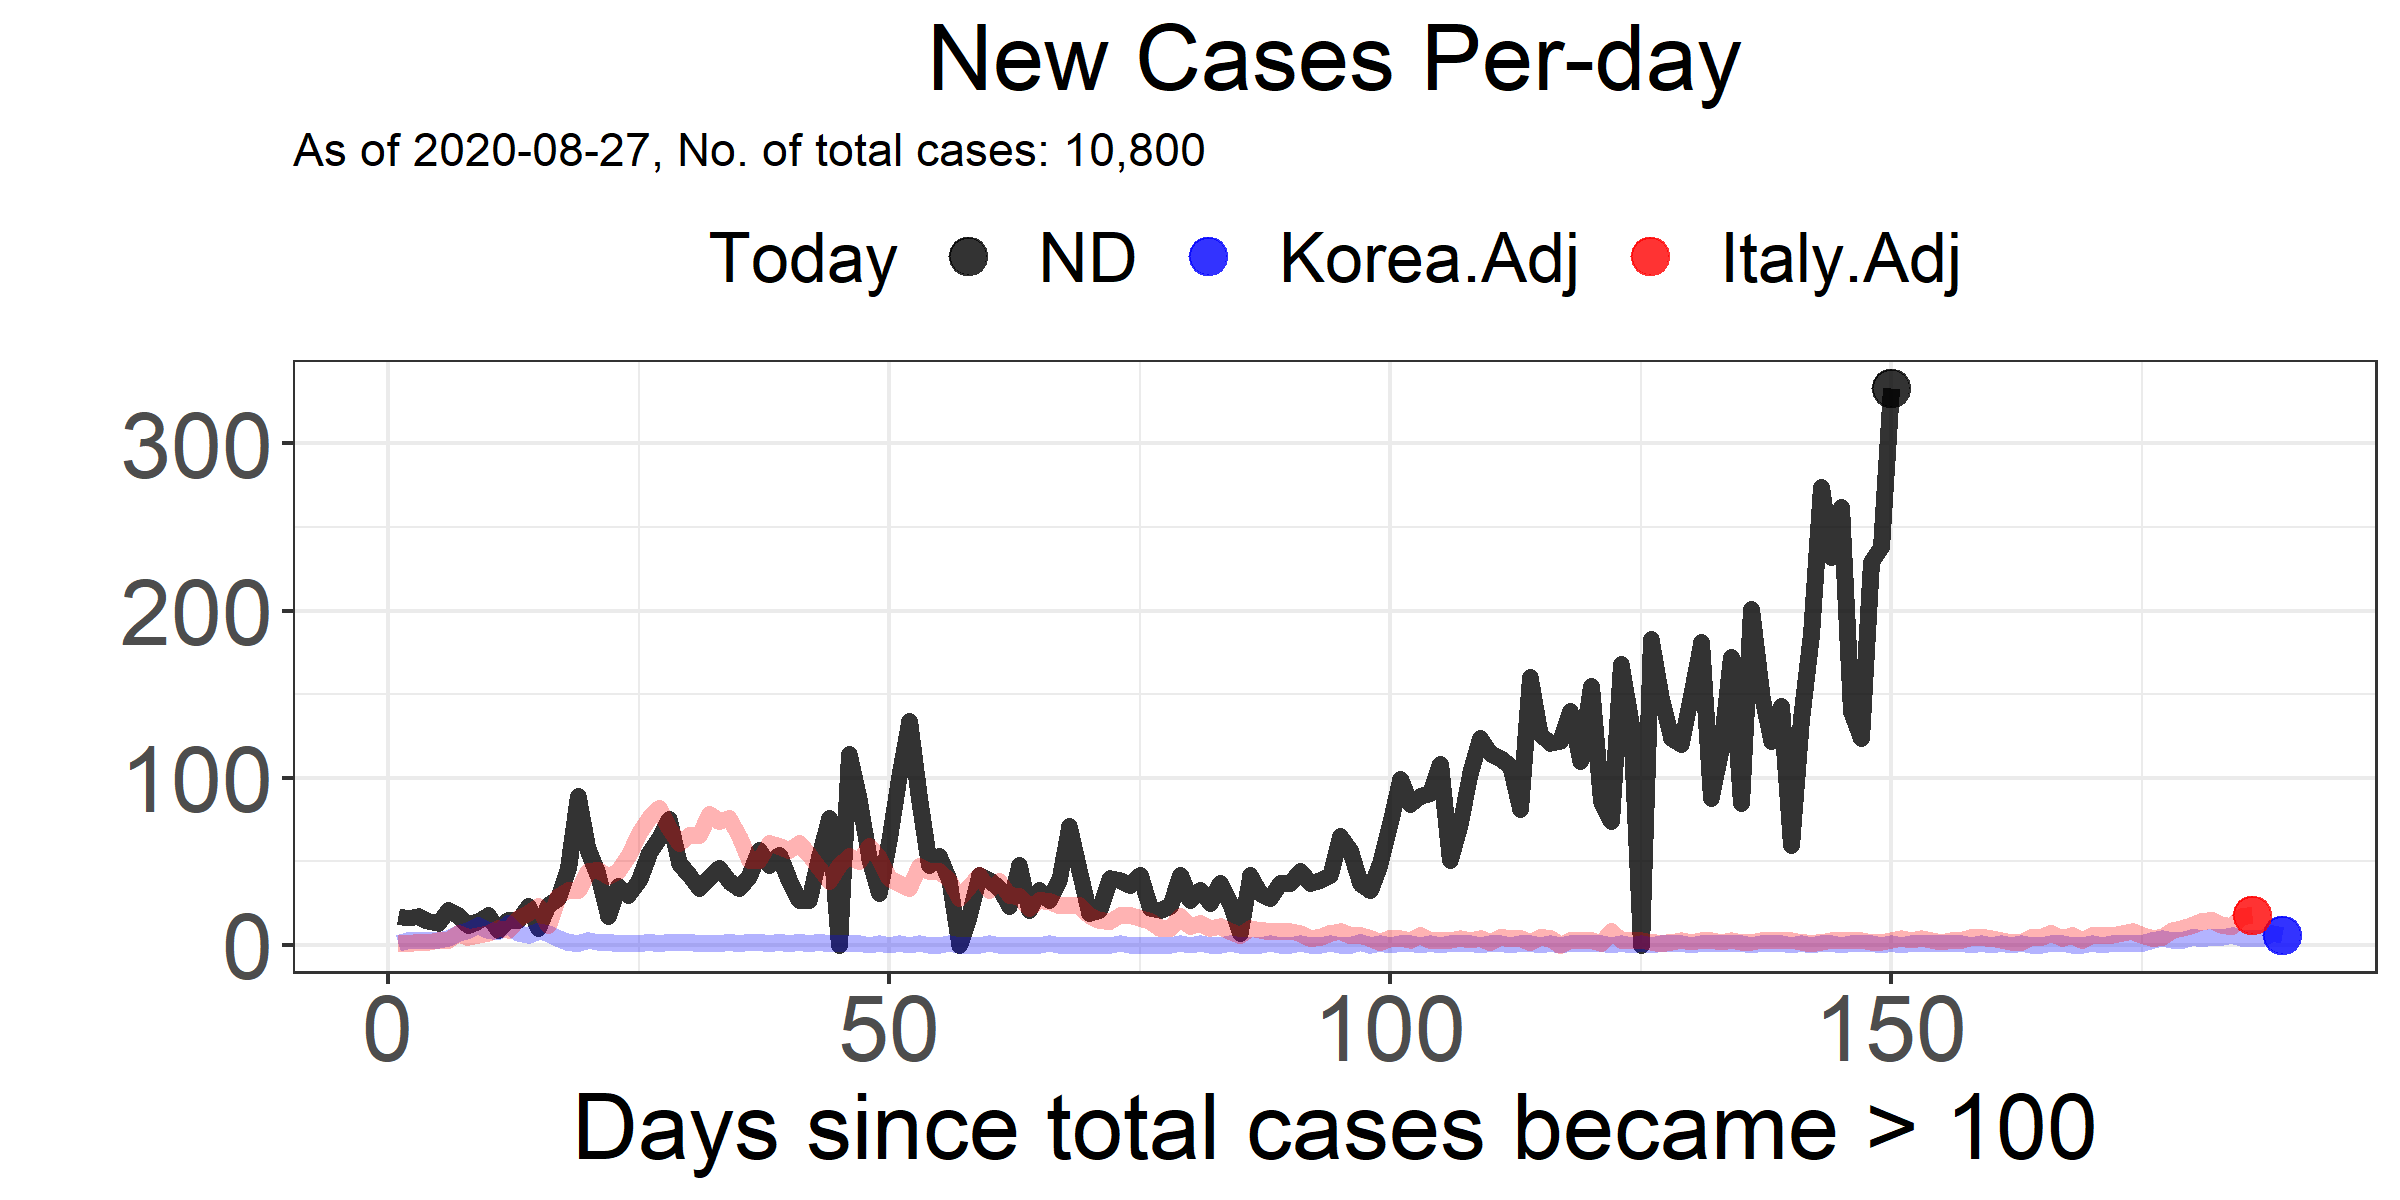 New Cases Per-day
As of 2020-08-27, No. of total cases: 10,800
Today ND Korea.Adj Italy.Adj
300
200
100
0
0 50 100 150
Days since total cases became > 100